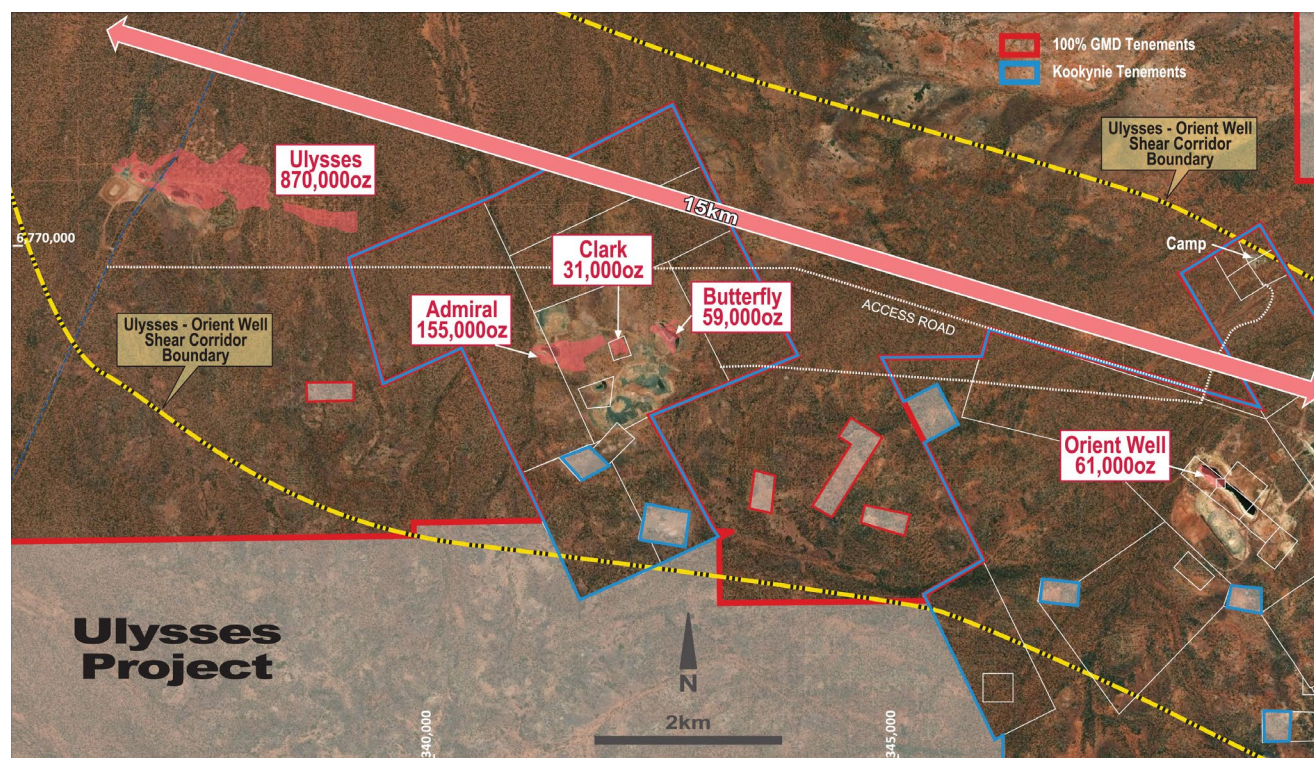 100% GMD Tenements
Kookynie Tenements
Ulysses - Orient Well
Shear Corridor
Boundary
Ulysses
870,000oz
15km
6,770,000
Camp
Clark
31,000oz
Admiral
155,000oz
Butterfly
59,000oz
ACCESS ROAD
Ulysses - Orient Well
Shear Corridor
Boundary
Orient Well
61,000oz
Ulysses
Project
N
2km
340,000
345,000